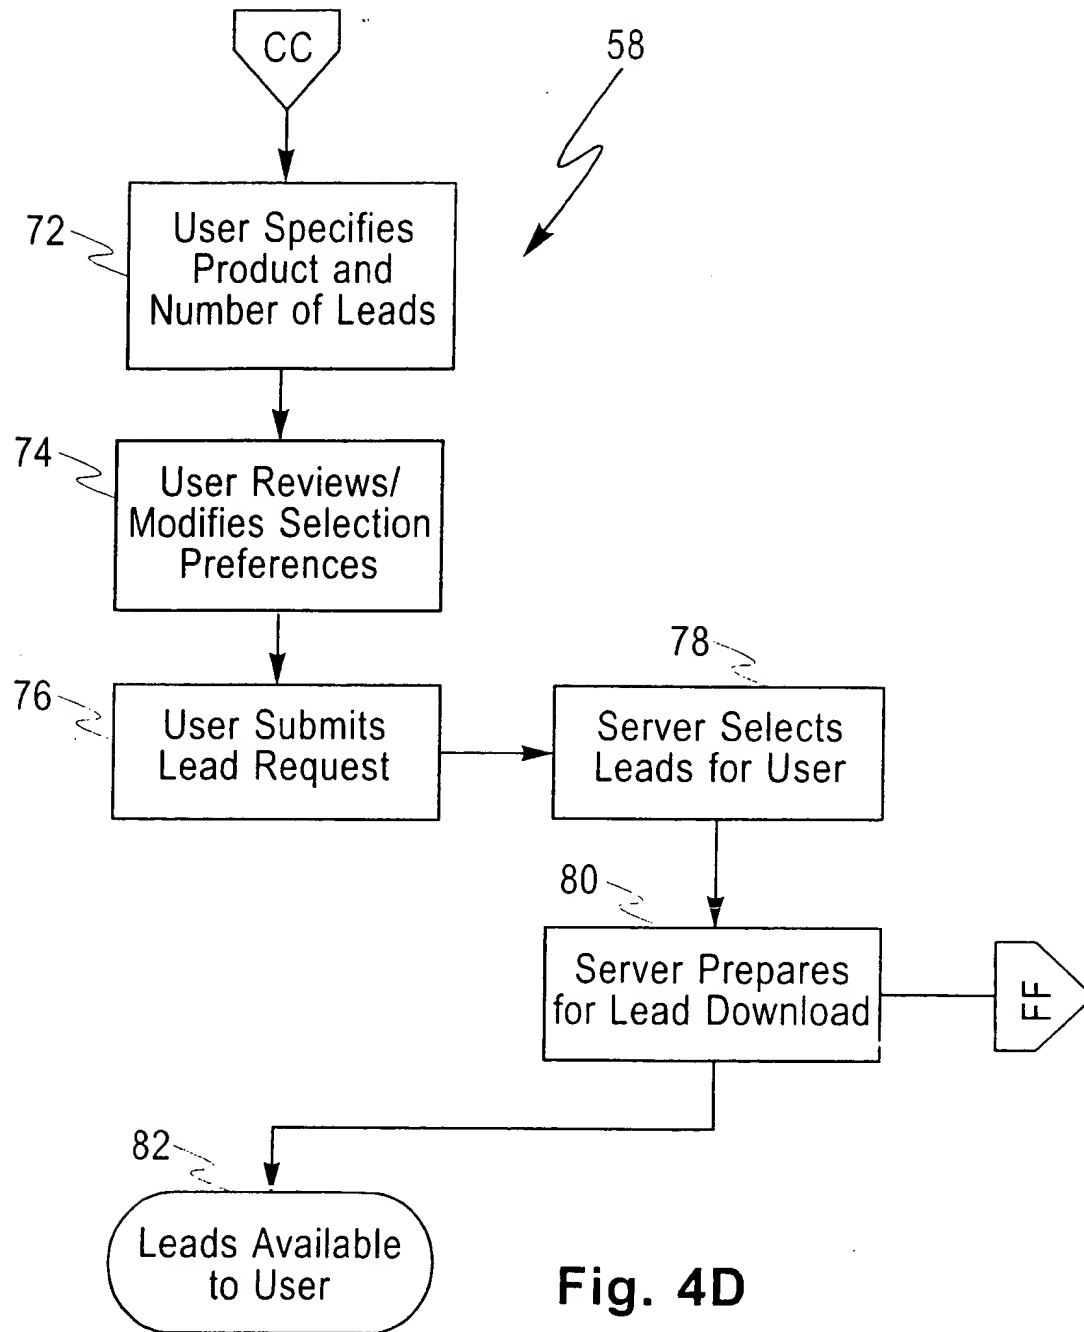 CC
58
72
User Specifies
Product and
Number of Leads
74
User Reviews/
Modifies Selection
Preferences
76
User Submits
Lead Request
78
Server Selects
Leads for User
80
Server Prepares
for Lead Download
FF
82
Leads Available
to User
Fig. 4D